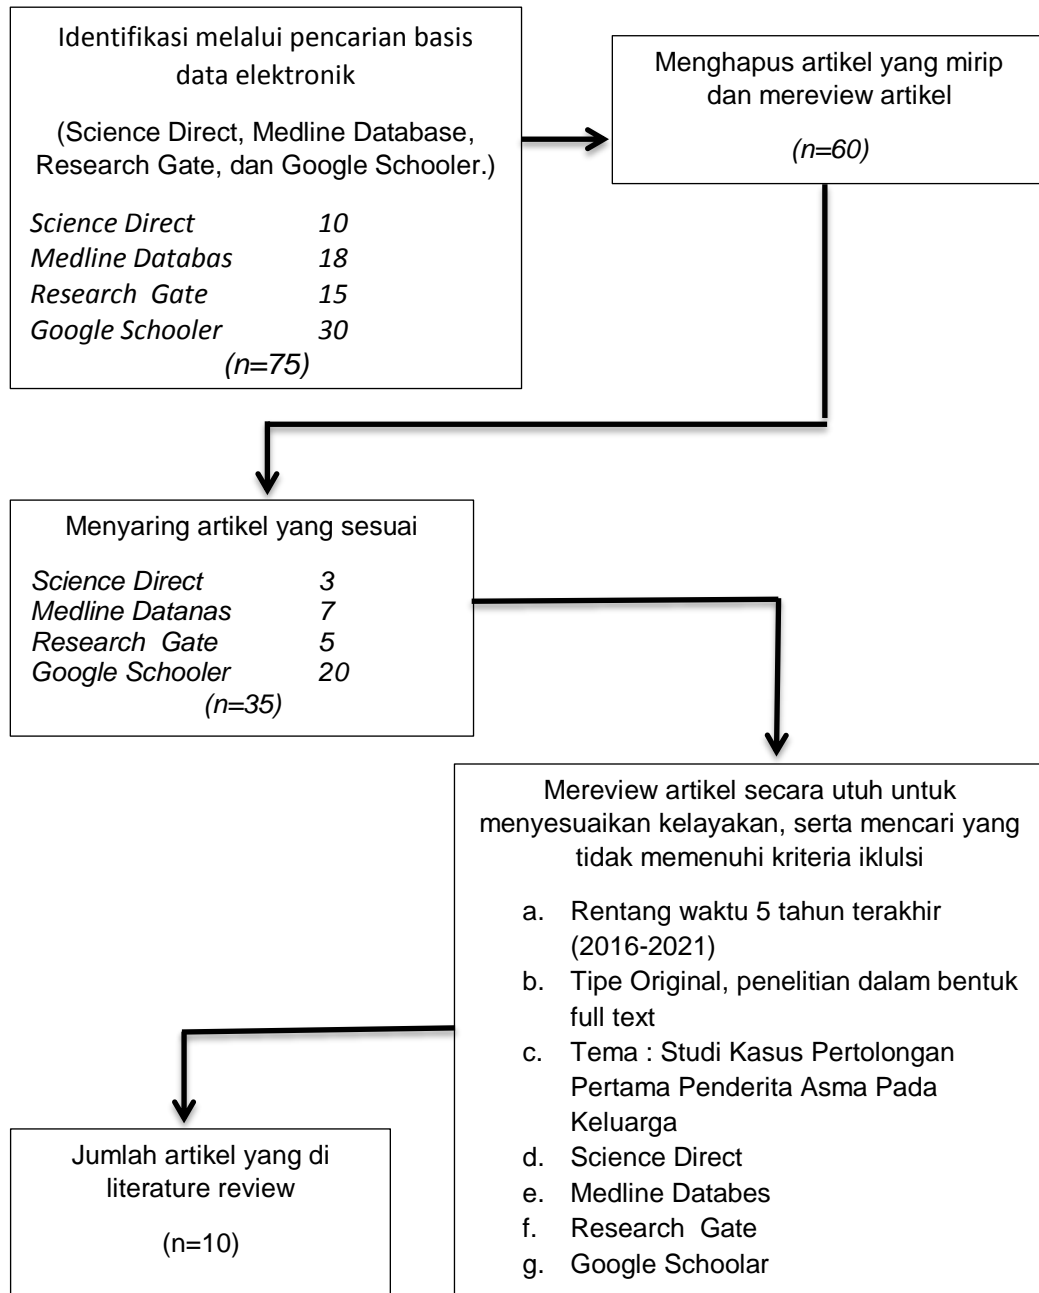 Identifikasi melalui pencarian basis
data elektronik
(Science Direct, Medline Database,
Research Gate, dan Google Schooler.)
Science Direct 10
Medline Databas 18
Research Gate 15
Google Schooler 30
(n=75)
Menghapus artikel yang mirip
dan mereview artikel
(n=60)
Menyaring artikel yang sesuai
Science Direct 3
Medline Datanas 7
Research Gate 5
Google Schooler 20
(n=35)
Mereview artikel secara utuh untuk
menyesuaikan kelayakan, serta mencari yang
tidak memenuhi kriteria iklulsi
a. Rentang waktu 5 tahun terakhir
(2016-2021)
b. Tipe Original, penelitian dalam bentuk
full text
c. Tema : Studi Kasus Pertolongan
Pertama Penderita Asma Pada
Keluarga
d. Science Direct
e. Medline Databes
f. Research Gate
g. Google Schoolar
Jumlah artikel yang di
literature review
(n=10)